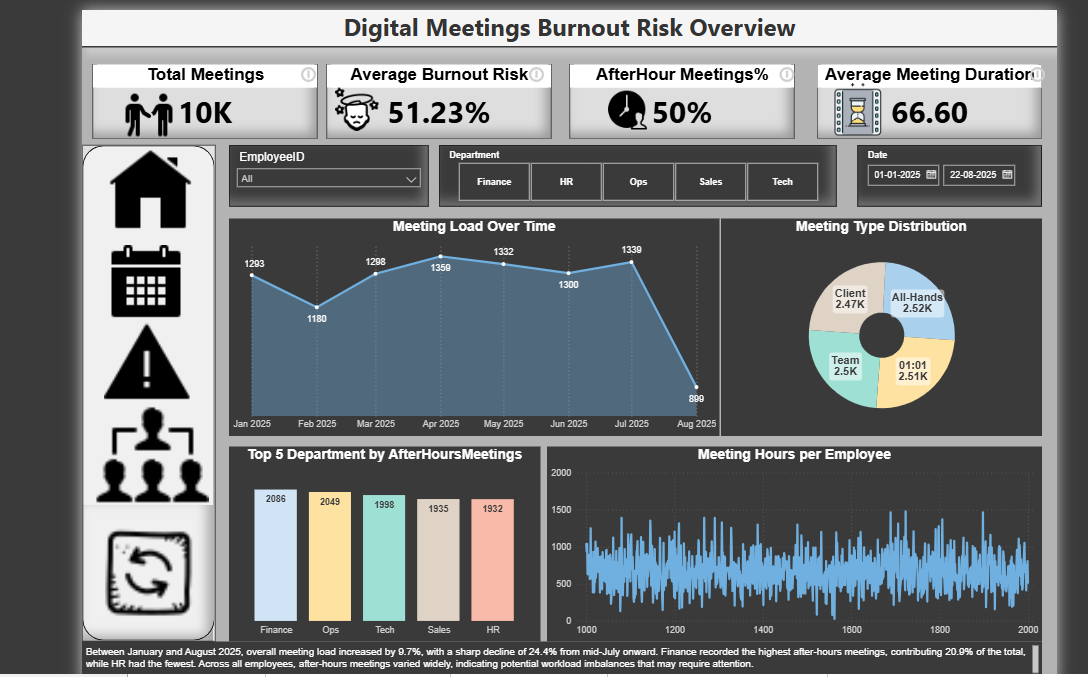 Digital Meetings Burnout Risk Overview
Total Meetings
10K
Average Burnout Risk
51.23%
AfterHour Meetings%
50%
Average Meeting Duration
66.60
EmployeeID
All
Department
Finance
HR
Ops
Sales
Tech
Date
01-01-2025
22-08-2025
Meeting Load Over Time
1293
1180
1298
1359
1332
1300
1339
899
Jan 2025
Feb 2025
Mar 2025
Apr 2025
May 2025
Jun 2025
Jul 2025
Aug 2025
Meeting Type Distribution
Client
2.47K
All-Hands
2.52K
Team
2.5K
01:01
2.51K
Top 5 Department by AfterHoursMeetings
2086
2049
1998
1935
1932
Finance
Ops
Tech
Sales
HR
Meeting Hours per Employee
2000
1500
1000
500
0
1000
1200
1400
1600
1800
2000
Between January and August 2025, overall meeting load increased by 9.7%, with a sharp decline of 24.4% from mid-July onward. Finance recorded the highest after-hours meetings, contributing 20.9% of the total,
while HR had the fewest. Across all employees, after-hours meetings varied widely, indicating potential workload imbalances that may require attention.